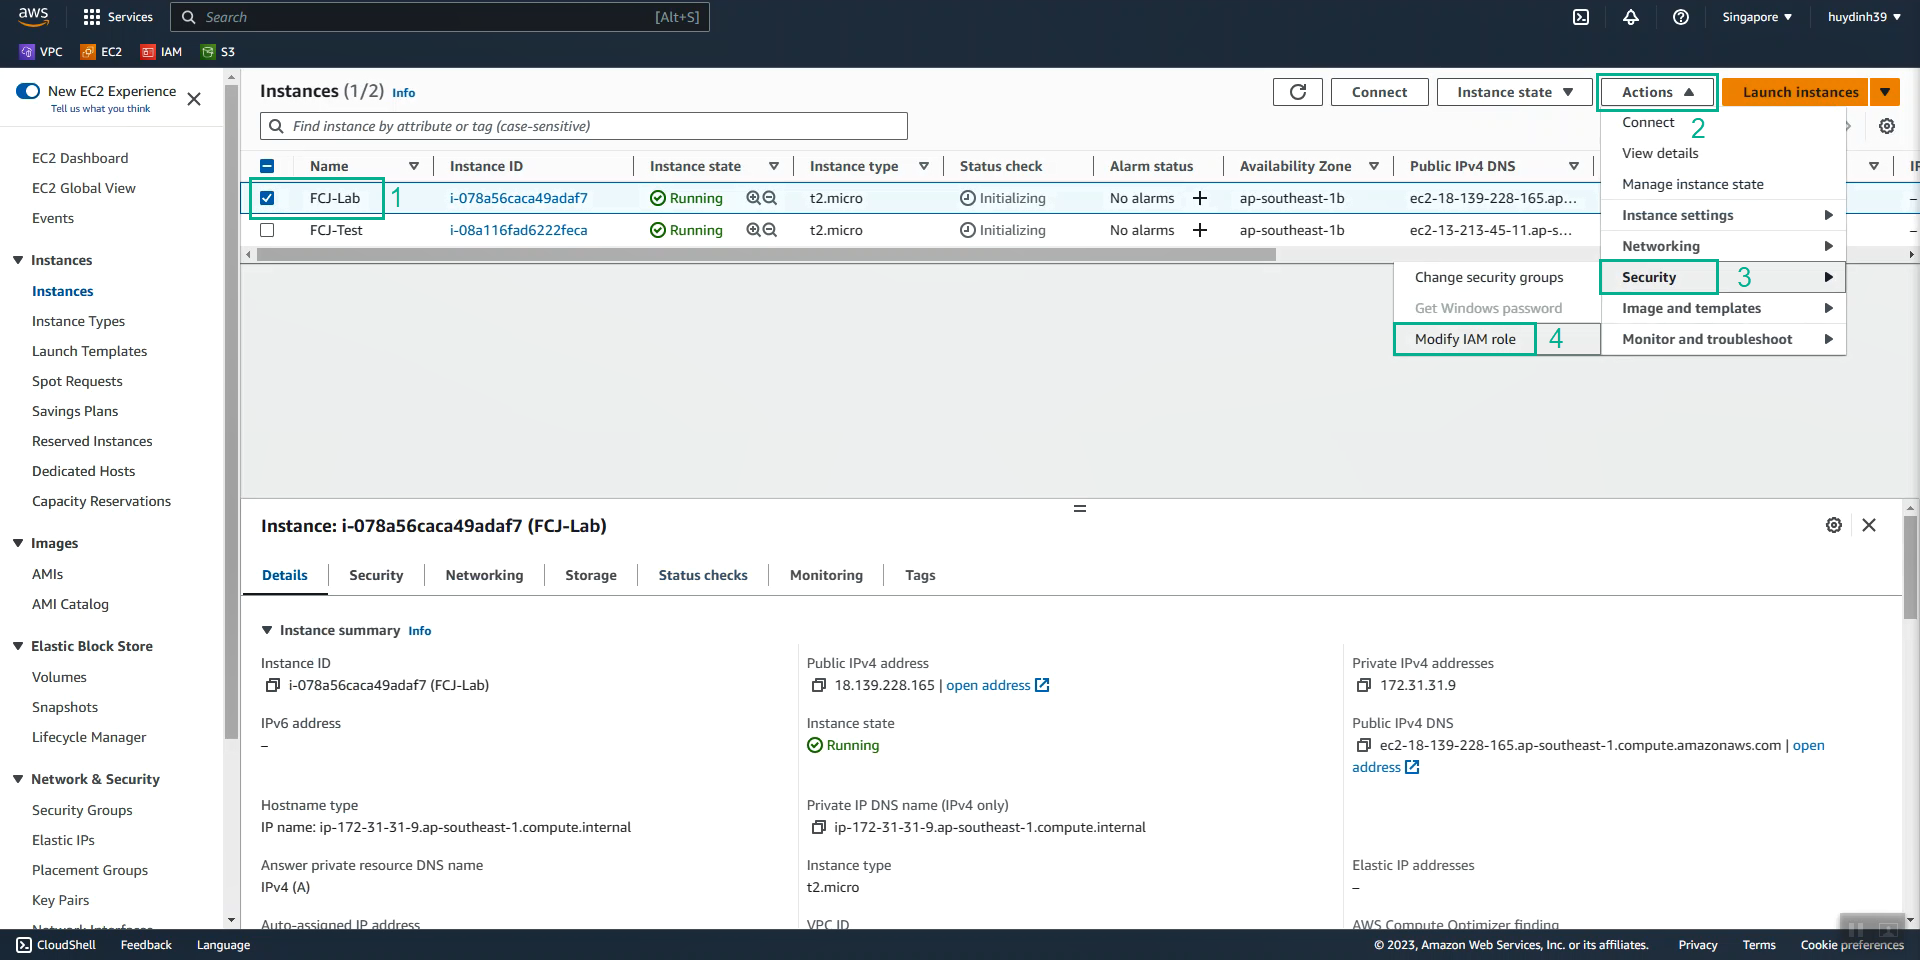 aws
Services
Search
[Alt+S]
Singapore
huydinh39
VPC
EC2
IAM
S3
New EC2 Experience
Tell us what you think
EC2 Dashboard
EC2 Global View
Events
Instances
Instances
Instance Types
Launch Templates
Spot Requests
Savings Plans
Reserved Instances
Dedicated Hosts
Capacity Reservations
Images
AMIs
AMI Catalog
Elastic Block Store
Volumes
Snapshots
Lifecycle Manager
Network & Security
Security Groups
Elastic IPs
Placement Groups
Key Pairs
Network Interfaces
Instances (1/2) Info
Connect
Instance state
Actions
Launch instances
Find instance by attribute or tag (case-sensitive)
Name Instance ID Instance state Instance type Status check Alarm status Availability Zone Public IPv4 DNS
FCJ-Lab 1 i-078a56caca49adaf7 Running t2.micro Initializing No alarms + ap-southeast-1b ec2-18-139-228-165.ap... –
FCJ-Test i-08a116fad6222feca Running t2.micro Initializing No alarms + ap-southeast-1b ec2-13-213-45-11.ap-s... –
Connect 2
View details
Manage instance state
Instance settings
Networking
Security 3
Image and templates
Monitor and troubleshoot
Change security groups
Get Windows password
Modify IAM role 4
Instance: i-078a56caca49adaf7 (FCJ-Lab)
Details Security Networking Storage Status checks Monitoring Tags
Instance summary Info
Instance ID
i-078a56caca49adaf7 (FCJ-Lab)
Public IPv4 address
18.139.228.165 | open address
Private IPv4 addresses
172.31.31.9
IPv6 address
–
Instance state
Running
Public IPv4 DNS
ec2-18-139-228-165.ap-southeast-1.compute.amazonaws.com | open
address
Hostname type
IP name: ip-172-31-31-9.ap-southeast-1.compute.internal
Private IP DNS name (IPv4 only)
ip-172-31-31-9.ap-southeast-1.compute.internal
Answer private resource DNS name
IPv4 (A)
Instance type
t2.micro
Elastic IP addresses
–
Auto-assigned IP address
VPC ID
AWS Compute Optimizer finding
CloudShell
Feedback
Language
© 2023, Amazon Web Services, Inc. or its affiliates.
Privacy
Terms
Cookie preferences